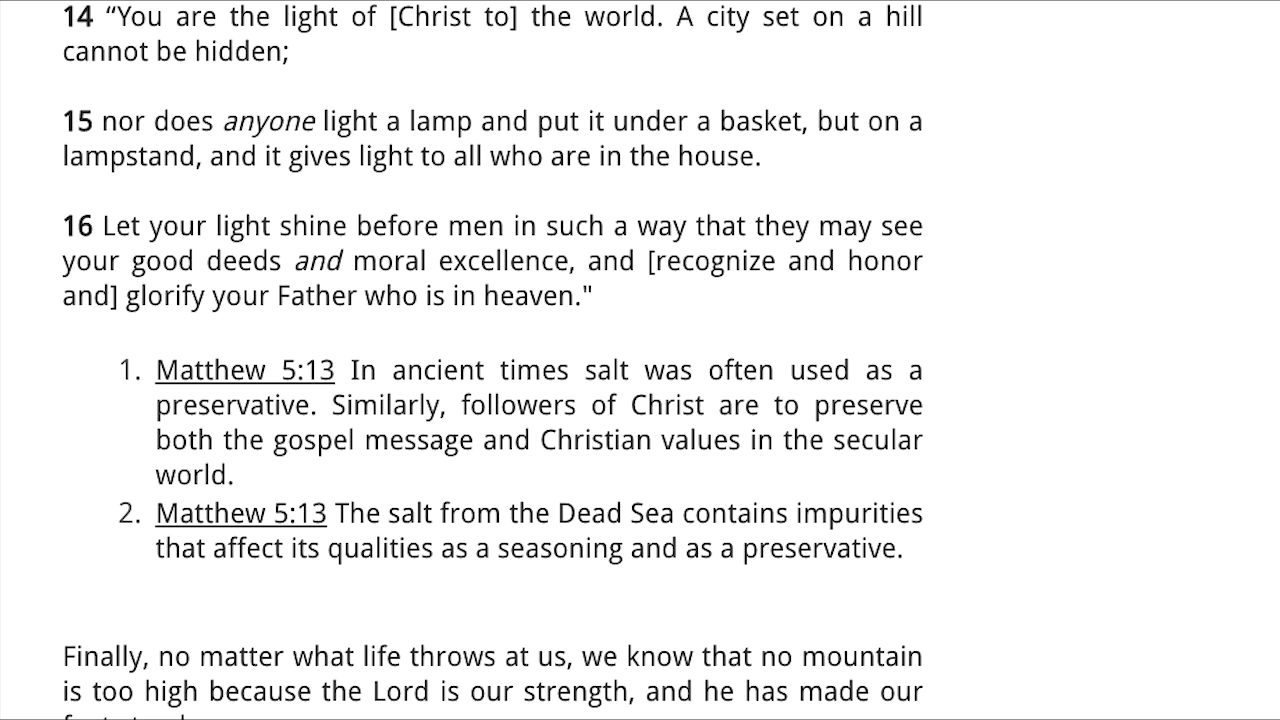 14 “You are the light of [Christ to] the world. A city set on a hill
cannot be hidden;
15 nor does anyone light a lamp and put it under a basket, but on a
lampstand, and it gives light to all who are in the house.
16 Let your light shine before men in such a way that they may see
your good deeds and moral excellence, and [recognize and honor
and] glorify your Father who is in heaven."
1. Matthew 5:13 In ancient times salt was often used as a
preservative. Similarly, followers of Christ are to preserve
both the gospel message and Christian values in the secular
world.
2. Matthew 5:13 The salt from the Dead Sea contains impurities
that affect its qualities as a seasoning and as a preservative.
Finally, no matter what life throws at us, we know that no mountain
is too high because the Lord is our strength, and he has made our